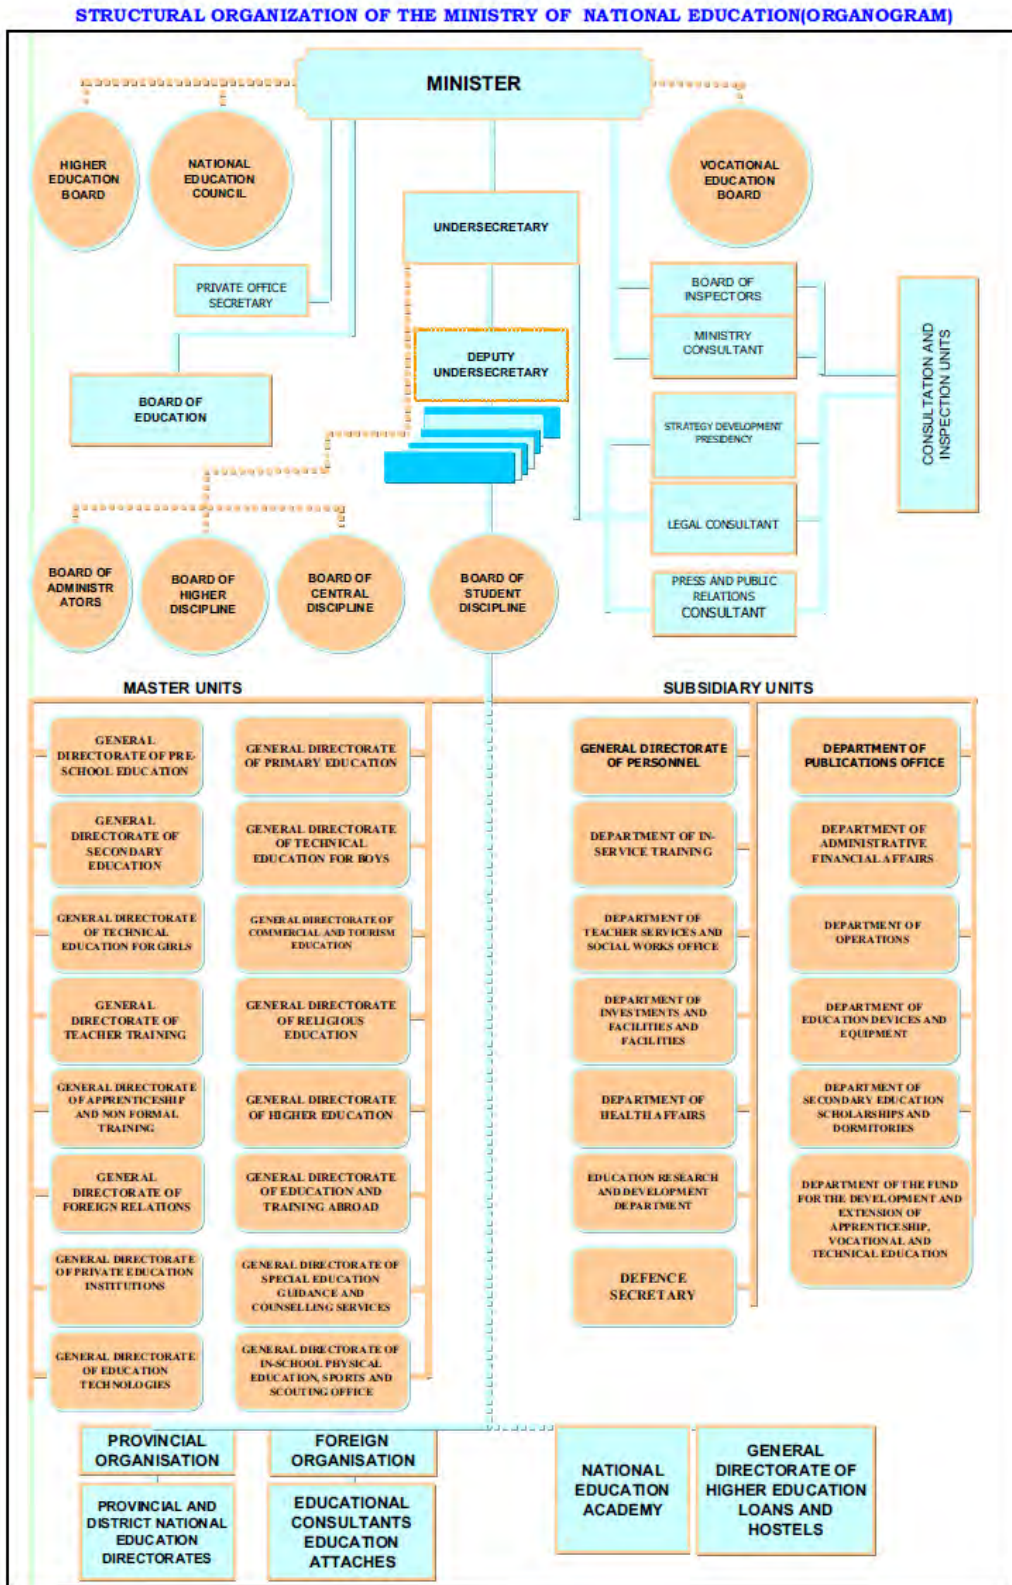 STRUCTURAL ORGANIZATION OF THE MINISTRY OF NATIONAL EDUCATION(ORGANOGRAM)
MINISTER
HIGHER
EDUCATION
BOARD
NATIONAL
EDUCATION
COUNCIL
VOCATIONAL
EDUCATION
BOARD
UNDERSECRETARY
PRIVATE OFFICE
SECRETARY
BOARD OF
INSPECTORS
MINISTRY
CONSULTANT
CONSULTATION AND
INSPECTION UNITS
DEPUTY
UNDERSECRETARY
BOARD OF
EDUCATION
STRATEGY DEVELOPMENT
PRESIDENCY
LEGAL CONSULTANT
PRESS AND PUBLIC
RELATIONS
CONSULTANT
BOARD OF
ADMINISTR
ATORS
BOARD OF
HIGHER
DISCIPLINE
BOARD OF
CENTRAL
DISCIPLINE
BOARD OF
STUDENT
DISCIPLINE
MASTER UNITS
SUBSIDIARY UNITS
GENERAL
DIRECTORATE OF PRE-
SCHOOL EDUCATION
GENERAL DIRECTORATE
OF PRIMARY EDUCATION
GENERAL DIRECTORATE
OF PERSONNEL
DEPARTMENT OF
PUBLICATIONS OFFICE
GENERAL
DIRECTORATE OF
SECONDARY
EDUCATION
GENERAL DIRECTORATE
OF TECHNICAL
EDUCATION FOR BOYS
DEPARTMENT OF IN-
SERVICE TRAINING
DEPARTMENT OF
ADMINISTRATIVE
FINANCIAL AFFAIRS
GENERAL DIRECTORATE
OF TECHNICAL
EDUCATION FOR GIRLS
GENERAL DIRECTORATE OF
COMMERCIAL AND TOURISM
EDUCATION
DEPARTMENT OF
TEACHER SERVICES AND
SOCIAL WORKS OFFICE
DEPARTMENT OF
OPERATIONS
GENERAL
DIRECTORATE OF
TEACHER TRAINING
GENERAL DIRECTORATE
OF RELIGIOUS
EDUCATION
DEPARTMENT OF
INVESTMENTS AND
FACILITIES AND
FACILITIES
DEPARTMENT OF
EDUCATION DEVICES AND
EQUIPMENT
GENERAL DIRECTORATE
OF APPRENTICESHIP
AND NON FORMAL
TRAINING
GENERAL DIRECTORATE
OF HIGHER EDUCATION
DEPARTMENT OF
HEALTH AFFAIRS
DEPARTMENT OF
SECONDARY EDUCATION
SCHOLARSHIPS AND
DORMITORIES
GENERAL
DIRECTORATE OF
FOREIGN RELATIONS
GENERAL DIRECTORATE
OF EDUCATION AND
TRAINING ABROAD
EDUCATION RESEARCH
AND DEVELOPMENT
DEPARTMENT
DEPARTMENT OF THE FUND
FOR THE DEVELOPMENT AND
EXTENSION OF
APPRENTICESHIP,
VOCATIONAL AND
TECHNICAL EDUCATION
GENERAL DIRECTORATE
OF PRIVATE EDUCATION
INSTITUTIONS
GENERAL DIRECTORATE OF
SPECIAL EDUCATION
GUIDANCE AND
COUNSELLING SERVICES
DEFENCE
SECRETARY
GENERAL DIRECTORATE
OF EDUCATION
TECHNOLOGIES
GENERAL DIRECTORATE OF
IN-SCHOOL PHYSICAL
EDUCATION, SPORTS AND
SCOUTING OFFICE
PROVINCIAL
ORGANISATION
FOREIGN
ORGANISATION
NATIONAL
EDUCATION
ACADEMY
GENERAL
DIRECTORATE OF
HIGHER EDUCATION
LOANS AND
HOSTELS
PROVINCIAL AND
DISTRICT NATIONAL
EDUCATION
DIRECTORATES
EDUCATIONAL
CONSULTANTS
EDUCATION
ATTACHES